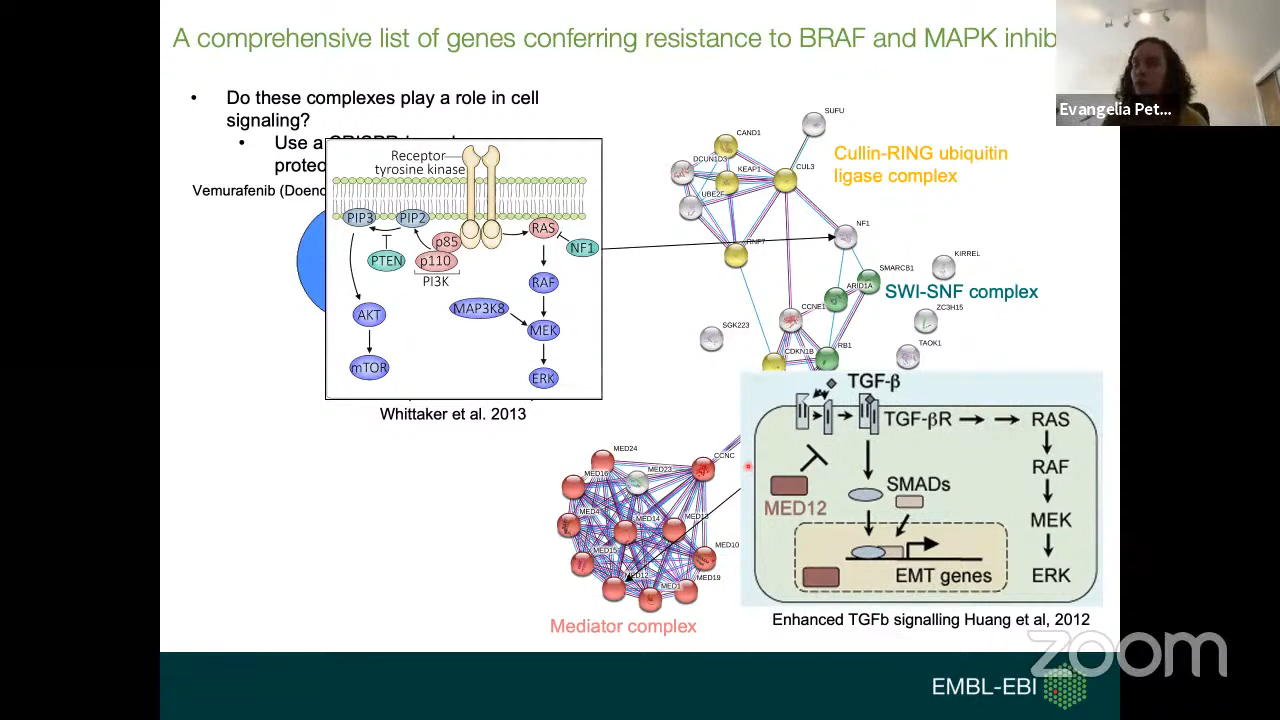 A comprehensive list of genes conferring resistance to BRAF and MAPK inhib
Evangelia Pet...
• Do these complexes play a role in cell
signaling?
• Use a
protec
Vemurafenib (Doenc
Receptor
tyrosine kinase
PIP3
PIP2
PTEN
p85
p110
PI3K
RAS
NF1
RAF
AKT
MAP3K8
MEK
mTOR
ERK
Whittaker et al. 2013
SUFU
CAND1
Cullin-RING ubiquitin
ligase complex
DCUN1D3
KEAP1
CUL3
UBE2F
NF1
RNF7
KIRREL
SMARCB1
ARID1A
SWI-SNF complex
CCNE1
ZC3H15
SGK223
TAOK1
CDKN1B
RB1
TGF-β
TGF-βR
RAS
RAF
SMADs
MED12
MEK
EMT genes
ERK
MED24
CCNC
MED23
MED16
MED4
MED14
MED13
MED15
MED10
MED12
MED1
MED19
Mediator complex
Enhanced TGFb signalling Huang et al, 2012
zoom
EMBL-EBI